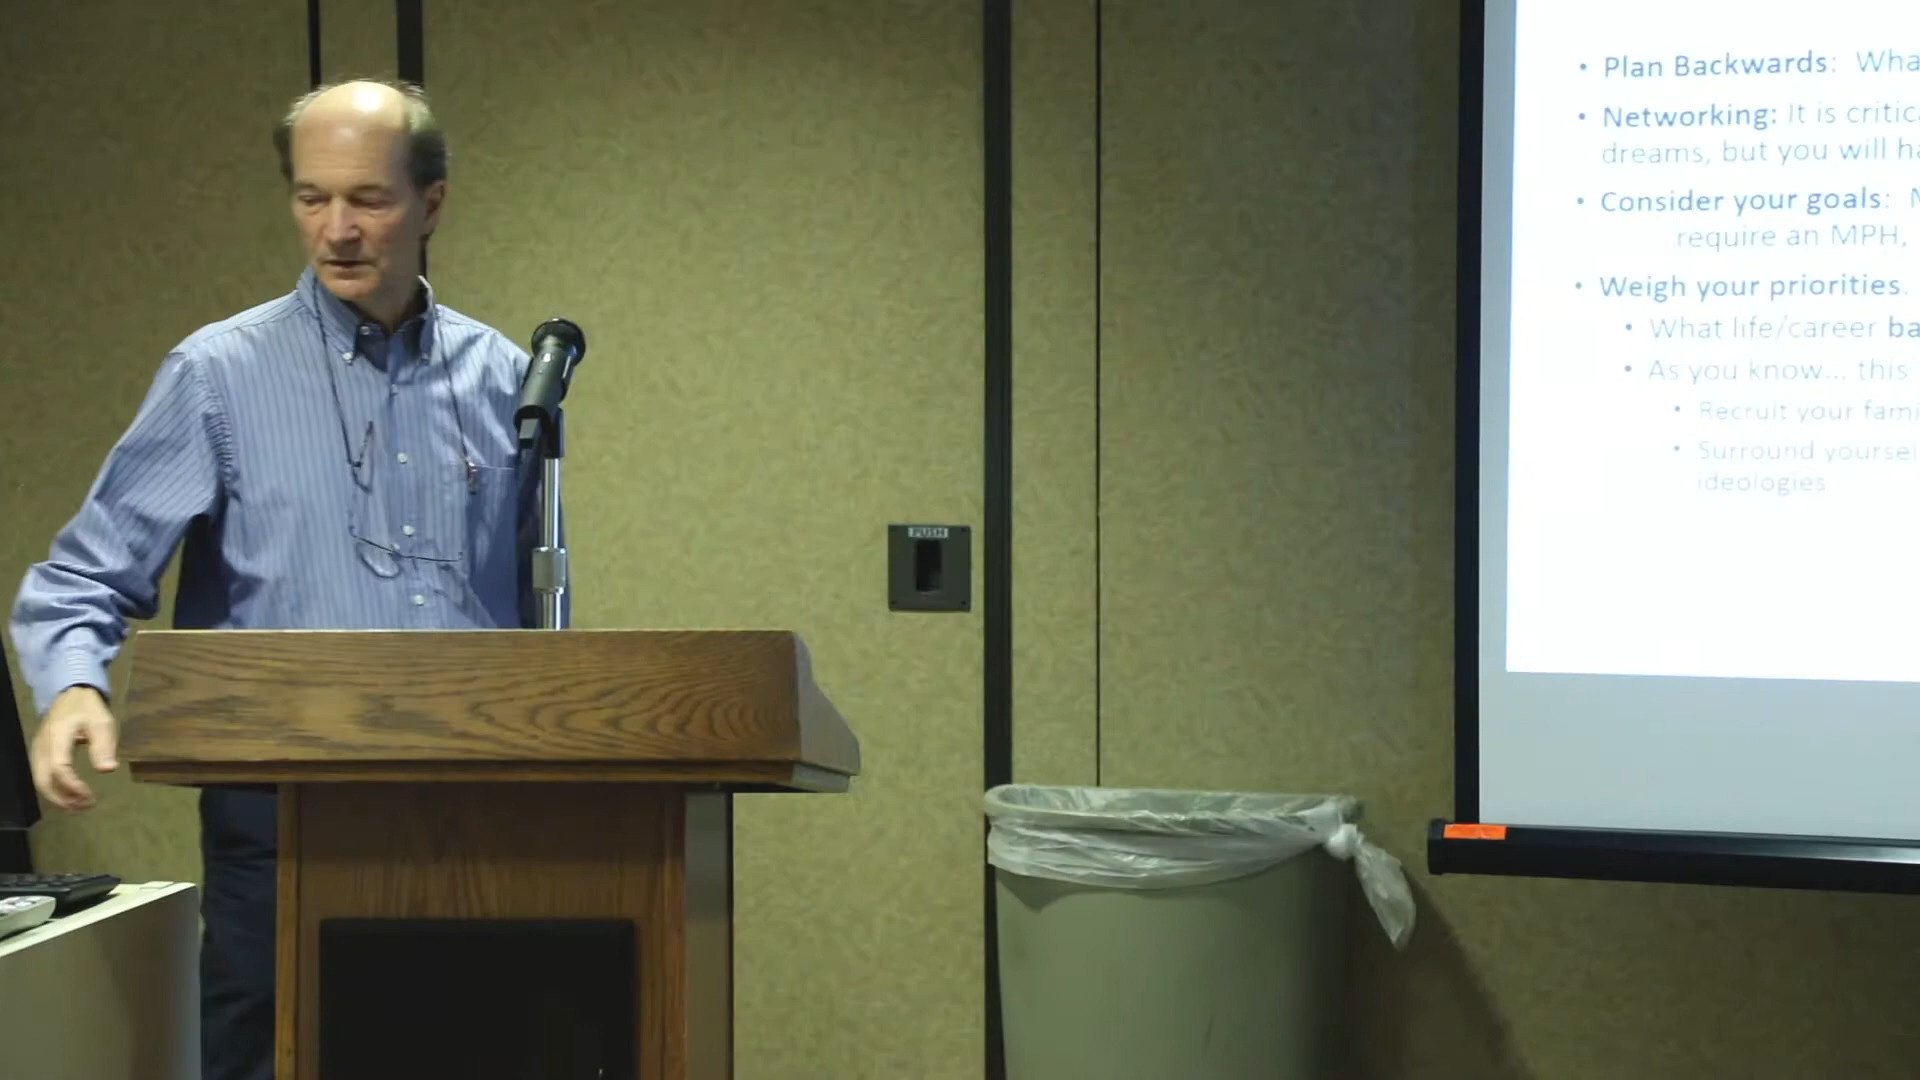 • Plan Backwards: Wha
• Networking: It is critic
dreams, but you will ha
• Consider your goals:
require an MPH,
• Weigh your priorities.
• What life/career ba
• As you know... this
• Recruit your fami
• Surround yoursel
ideologies
PUSH